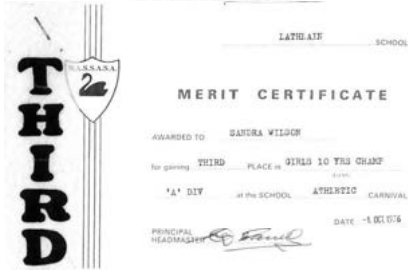 THIRD
W.A.S.S.A.S.A.
LATHLAIN SCHOOL
MERIT CERTIFICATE
AWARDED TO SANDRA WILSON
for gaining THIRD PLACE in GIRLS 10 YRS CHAMP
'A' DIV at the SCHOOL ATHLETIC CARNIVAL
DATE 1976
PRINCIPAL
HEADMASTER